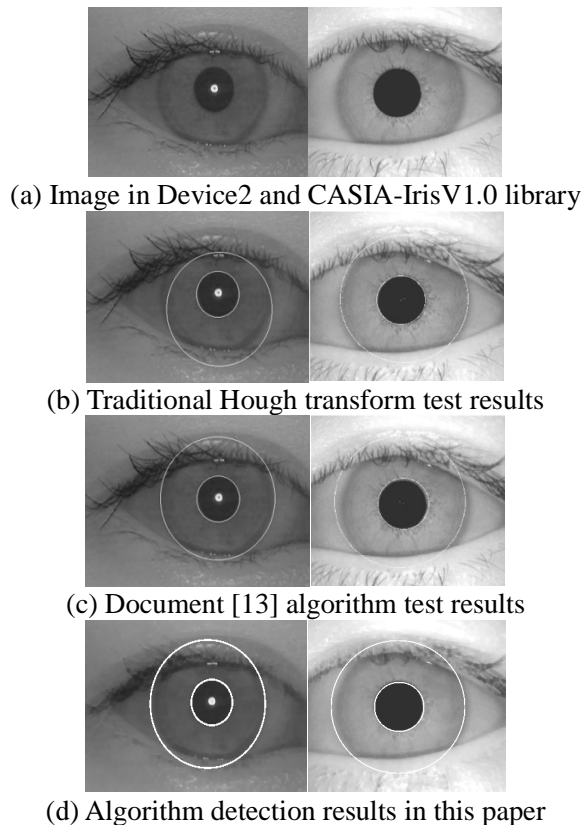 (a) Image in Device2 and CASIA-IrisV1.0 library
(b) Traditional Hough transform test results
(c) Document [13] algorithm test results
(d) Algorithm detection results in this paper